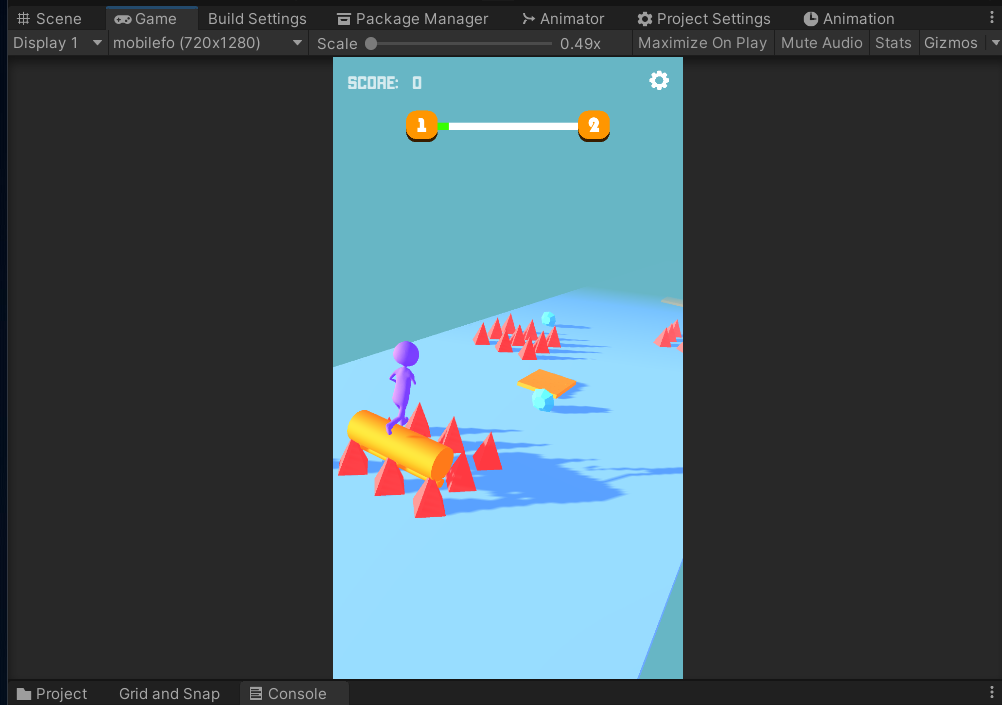 Scene Game Build Settings Package Manager Animator Project Settings Animation
Display 1 mobilefo (720x1280) Scale 0.49x Maximize On Play Mute Audio Stats Gizmos
SCORE: 0
1 2
Project Grid and Snap Console